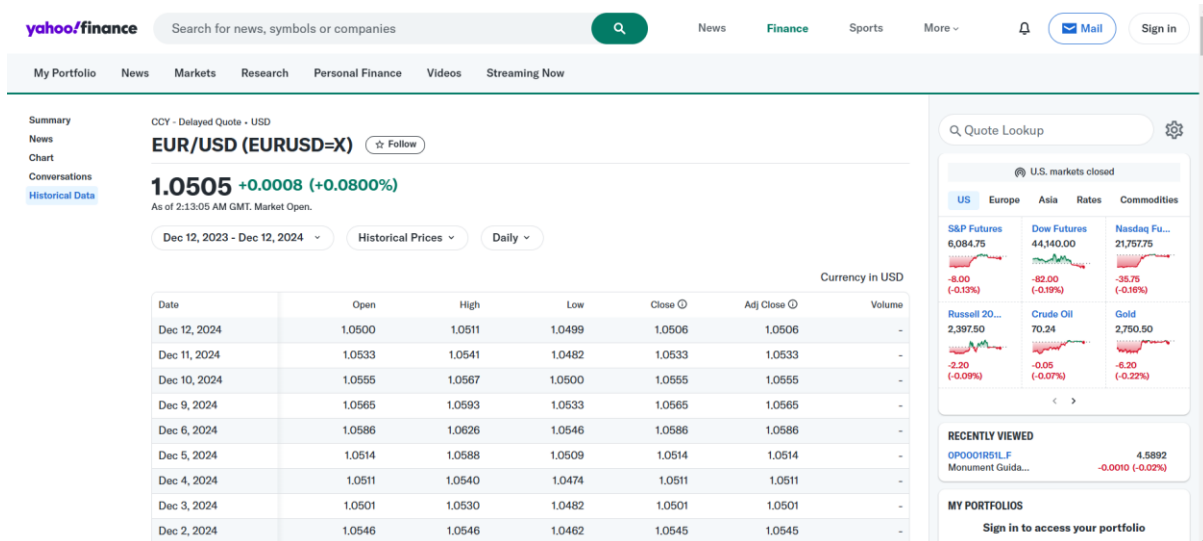 yahoo!finance Search for news, symbols or companies News Finance Sports More Mail Sign in
My Portfolio News Markets Research Personal Finance Videos Streaming Now
Summary
News
Chart
Conversations
Historical Data
CCY - Delayed Quote • USD
EUR/USD (EURUSD=X) Follow
1.0505 +0.0008 (+0.0800%)
As of 2:13:05 AM GMT. Market Open.
Dec 12, 2023 - Dec 12, 2024 Historical Prices Daily
Currency in USD
Date Open High Low Close Adj Close Volume
Dec 12, 2024 1.0500 1.0511 1.0499 1.0506 1.0506 -
Dec 11, 2024 1.0533 1.0541 1.0482 1.0533 1.0533 -
Dec 10, 2024 1.0555 1.0567 1.0500 1.0555 1.0555 -
Dec 9, 2024 1.0565 1.0593 1.0533 1.0565 1.0565 -
Dec 6, 2024 1.0586 1.0626 1.0546 1.0586 1.0586 -
Dec 5, 2024 1.0514 1.0588 1.0509 1.0514 1.0514 -
Dec 4, 2024 1.0511 1.0540 1.0474 1.0511 1.0511 -
Dec 3, 2024 1.0501 1.0530 1.0482 1.0501 1.0501 -
Dec 2, 2024 1.0546 1.0546 1.0462 1.0545 1.0545 -
Quote Lookup
U.S. markets closed
US Europe Asia Rates Commodities
S&P Futures Dow Futures Nasdaq Fu...
6,084.75 44,140.00 21,757.75
-8.00 -82.00 -35.75
(-0.13%) (-0.19%) (-0.16%)
Russell 20... Crude Oil Gold
2,397.50 70.24 2,750.50
-2.20 -0.05 -6.20
(-0.09%) (-0.07%) (-0.22%)
RECENTLY VIEWED
0P0001R51L.F 4.5892
Monument Guida... -0.0010 (-0.02%)
MY PORTFOLIOS
Sign in to access your portfolio